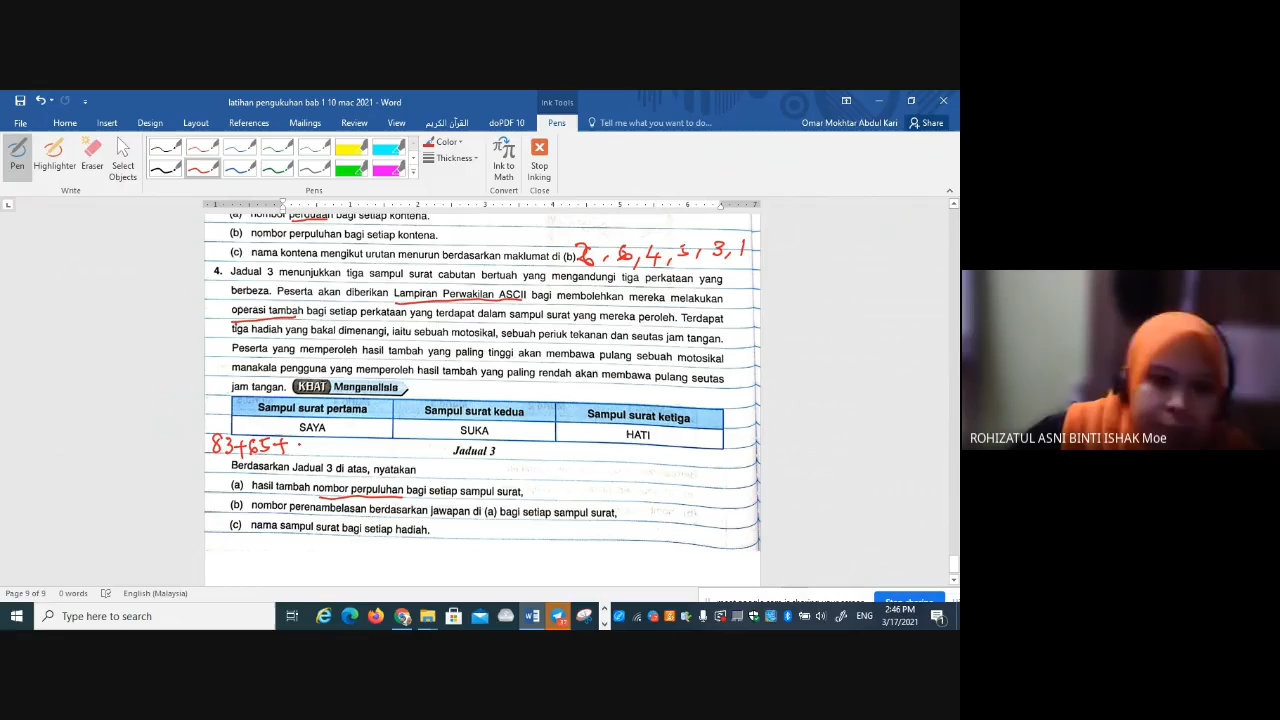 latihan pengukuhan bab 1 10 mac 2021 - Word
Ink Tools
File Home Insert Design Layout References Mailings Review View القرآن الكريم doPDF 10 Pens Tell me what you want to do... Omar Mokhtar Abdul Kari Share
Pen Highlighter Eraser Select Objects
Color
Thickness
Ink to Math Stop Inking
Write Pens Convert Close
(a) nombor perduaan bagi setiap kontena.
(b) nombor perpuluhan bagi setiap kontena.
(c) nama kontena mengikut urutan menurun berdasarkan maklumat di (b).
, 6, 4, 5, 3, 1
4. Jadual 3 menunjukkan tiga sampul surat cabutan bertuah yang mengandungi tiga perkataan yang
berbeza. Peserta akan diberikan Lampiran Perwakilan ASCII bagi membolehkan mereka melakukan
operasi tambah bagi setiap perkataan yang terdapat dalam sampul surat yang mereka peroleh. Terdapat
tiga hadiah yang bakal dimenangi, iaitu sebuah motosikal, sebuah periuk tekanan dan seutas jam tangan.
Peserta yang memperoleh hasil tambah yang paling tinggi akan membawa pulang sebuah motosikal
manakala pengguna yang memperoleh hasil tambah yang paling rendah akan membawa pulang seutas
jam tangan. KBAT Menganalisis
Sampul surat pertama Sampul surat kedua Sampul surat ketiga
SAYA SUKA HATI
83+65+
Jadual 3
Berdasarkan Jadual 3 di atas, nyatakan
(a) hasil tambah nombor perpuluhan bagi setiap sampul surat,
(b) nombor perenambelasan berdasarkan jawapan di (a) bagi setiap sampul surat,
(c) nama sampul surat bagi setiap hadiah.
Page 9 of 9 0 words English (Malaysia)
Type here to search
ENG
2:46 PM
3/17/2021
ROHIZATUL ASNI BINTI ISHAK Moe